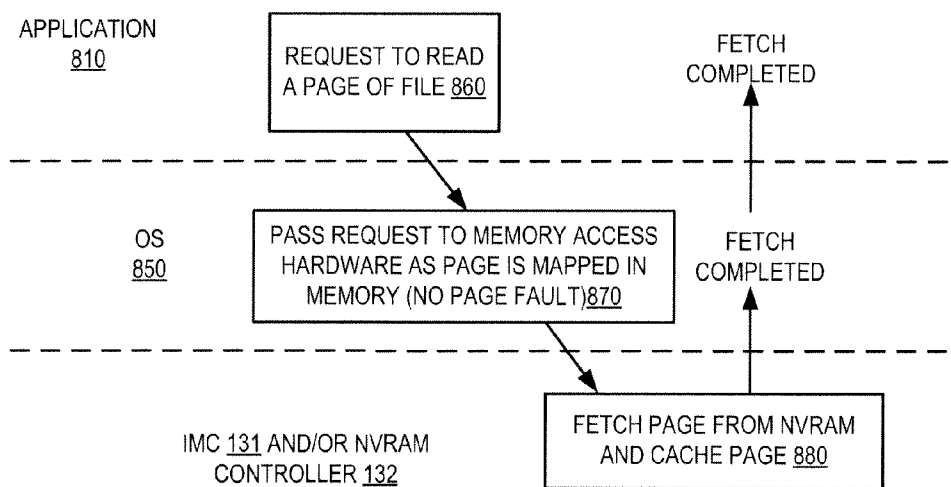 APPLICATION
810
REQUEST TO READ
A PAGE OF FILE 860
FETCH
COMPLETED
OS
850
PASS REQUEST TO MEMORY ACCESS
HARDWARE AS PAGE IS MAPPED IN
MEMORY (NO PAGE FAULT)870
FETCH
COMPLETED
IMC 131 AND/OR NVRAM
CONTROLLER 132
FETCH PAGE FROM NVRAM
AND CACHE PAGE 880